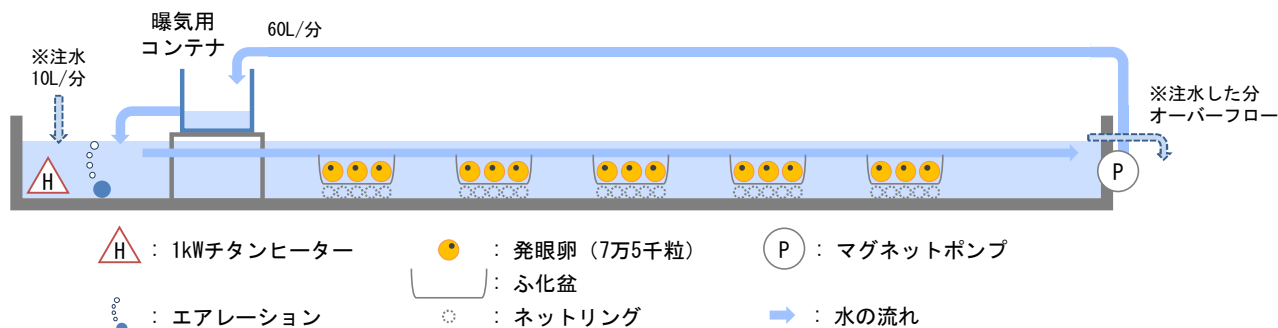 曝気用
コンテナ
60L/分
※注水
10L/分
※注水した分
オーバーフロー
H
P
H : 1kWチタンヒーター
: 発眼卵（7万5千粒）
P : マグネットポンプ
: ふ化盆
: エアレーション
: ネットリング
: 水の流れ